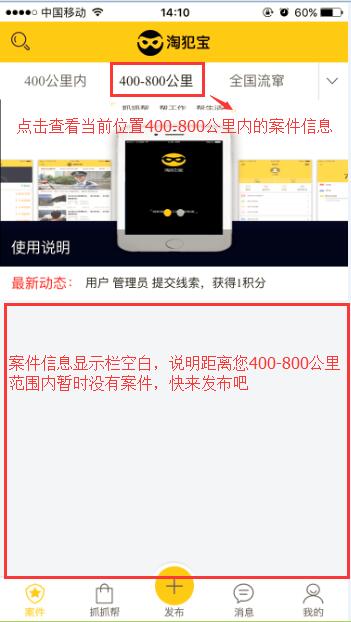 中国移动 14:10 60%
淘犯宝
400公里内 400-800公里 全国流窜
抓抓帮 帮工作 帮生活
点击查看当前位置400-800公里内的案件信息
淘犯宝
使用说明
最新动态： 用户 管理员 提交线索，获得1积分
案件信息显示栏空白，说明距离您400-800公里
范围内暂时没有案件，快来发布吧
案件 抓抓帮 发布 消息 我的